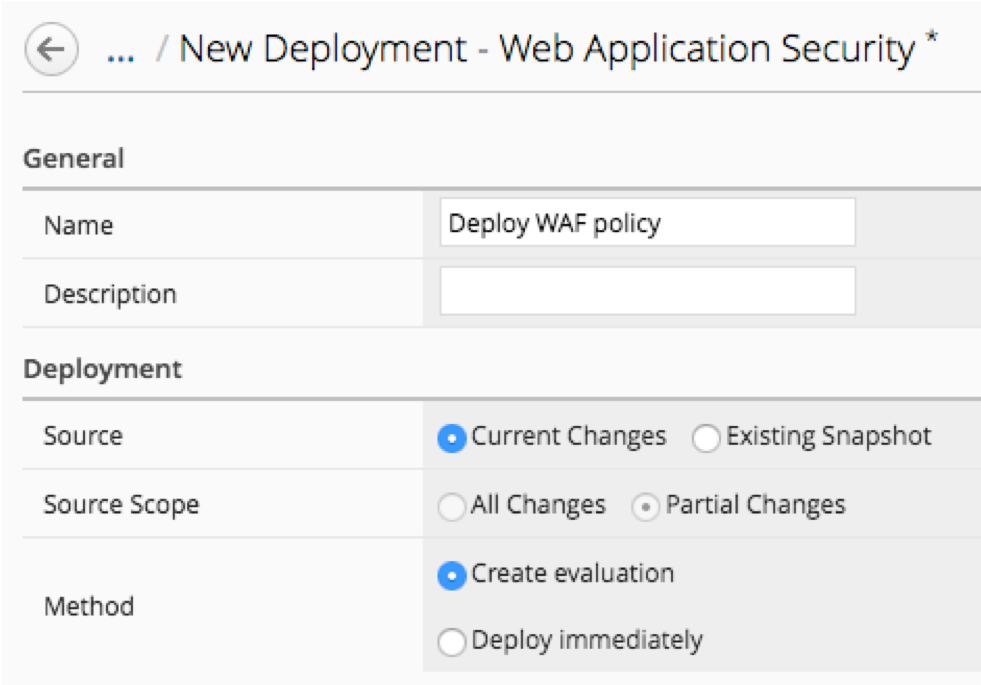 ... / New Deployment - Web Application Security *
General
Name Deploy WAF policy
Description
Deployment
Source Current Changes Existing Snapshot
Source Scope All Changes Partial Changes
Create evaluation
Method
Deploy immediately